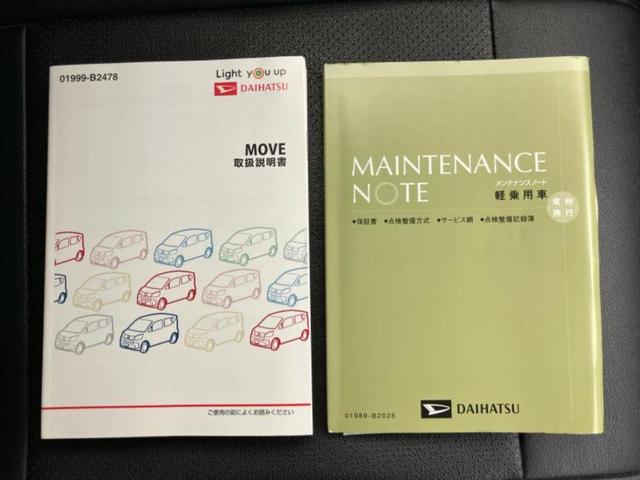 01999-B2478
Light you up
DAIHATSU
MOVE
取扱説明書
ご使用の前によくお読みください
MAINTENANCE
NOTE
メンテナンスノート
軽乗用車
常時
携行
●保証書 ●点検整備方式 ●サービス網 ●点検整備記録簿
01989-B2025
DAIHATSU